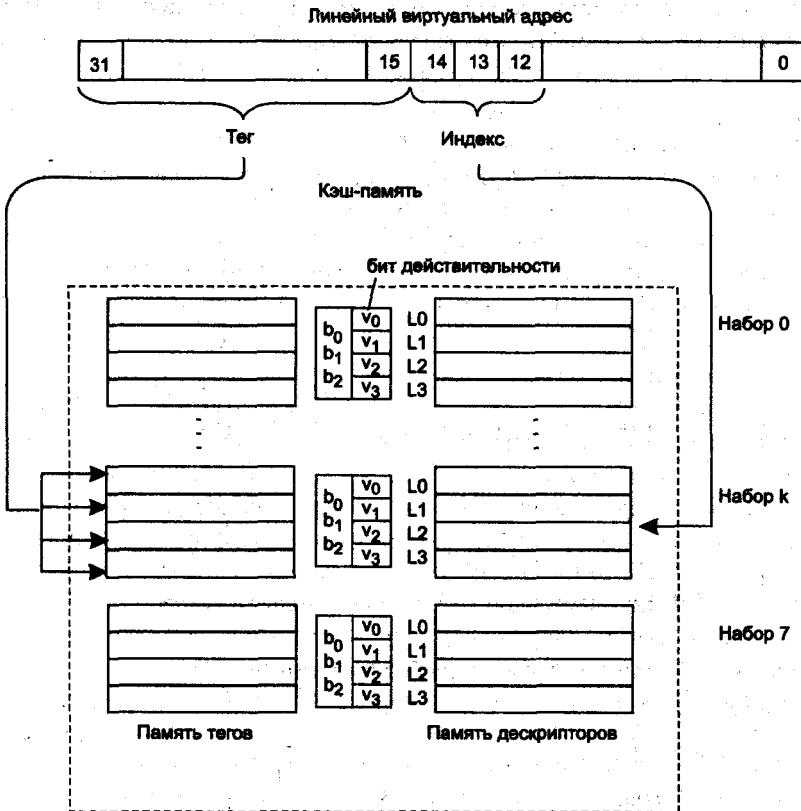 Линейный виртуальный адрес
31 15 14 13 12 0
Тег Индекс
Кэш-память
бит действительности
b0 b1 b2 v0 v1 v2 v3 L0 L1 L2 L3 Набор 0
b0 b1 b2 v0 v1 v2 v3 L0 L1 L2 L3 Набор k
b0 b1 b2 v0 v1 v2 v3 L0 L1 L2 L3 Набор 7
Память тегов Память дескрипторов